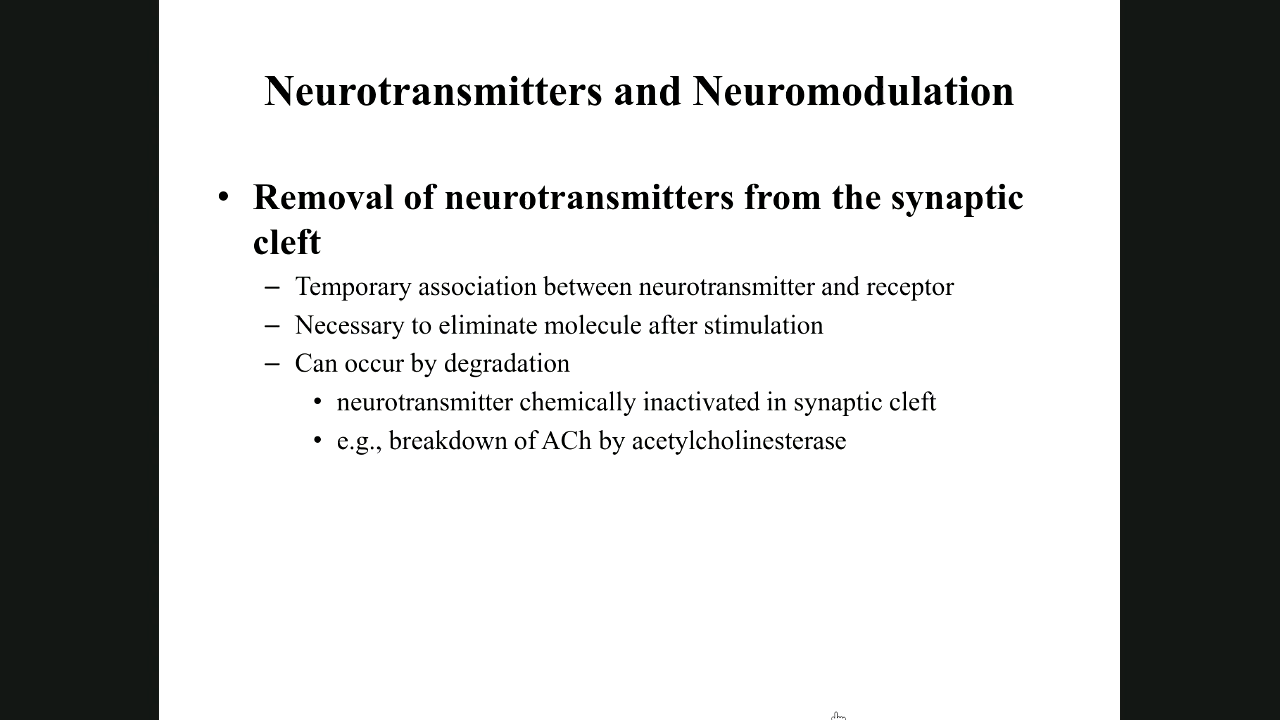 Neurotransmitters and Neuromodulation
• Removal of neurotransmitters from the synaptic
cleft
– Temporary association between neurotransmitter and receptor
– Necessary to eliminate molecule after stimulation
– Can occur by degradation
• neurotransmitter chemically inactivated in synaptic cleft
• e.g., breakdown of ACh by acetylcholinesterase